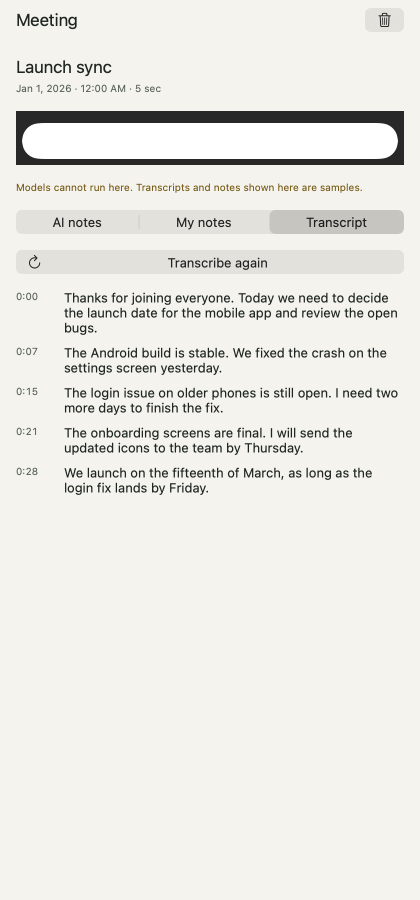 Meeting
Launch sync
Jan 1, 2026 · 12:00 AM · 5 sec
Models cannot run here. Transcripts and notes shown here are samples.
AI notes
My notes
Transcript
Transcribe again
0:00
Thanks for joining everyone. Today we need to decide
the launch date for the mobile app and review the open
bugs.
0:07
The Android build is stable. We fixed the crash on the
settings screen yesterday.
0:15
The login issue on older phones is still open. I need two
more days to finish the fix.
0:21
The onboarding screens are final. I will send the
updated icons to the team by Thursday.
0:28
We launch on the fifteenth of March, as long as the
login fix lands by Friday.